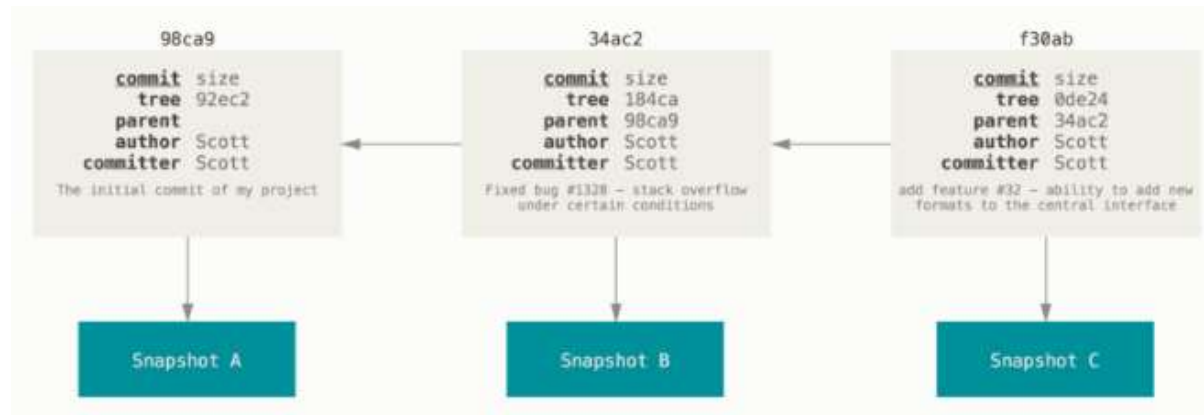 98ca9
commit size
tree 92ec2
parent
author Scott
committer Scott
The initial commit of my project
34ac2
commit size
tree 184ca
parent 98ca9
author Scott
committer Scott
Fixed bug #1328 – stack overflow
under certain conditions
f30ab
commit size
tree 0de24
parent 34ac2
author Scott
committer Scott
add feature #32 – ability to add new
formats to the central interface
Snapshot A
Snapshot B
Snapshot C